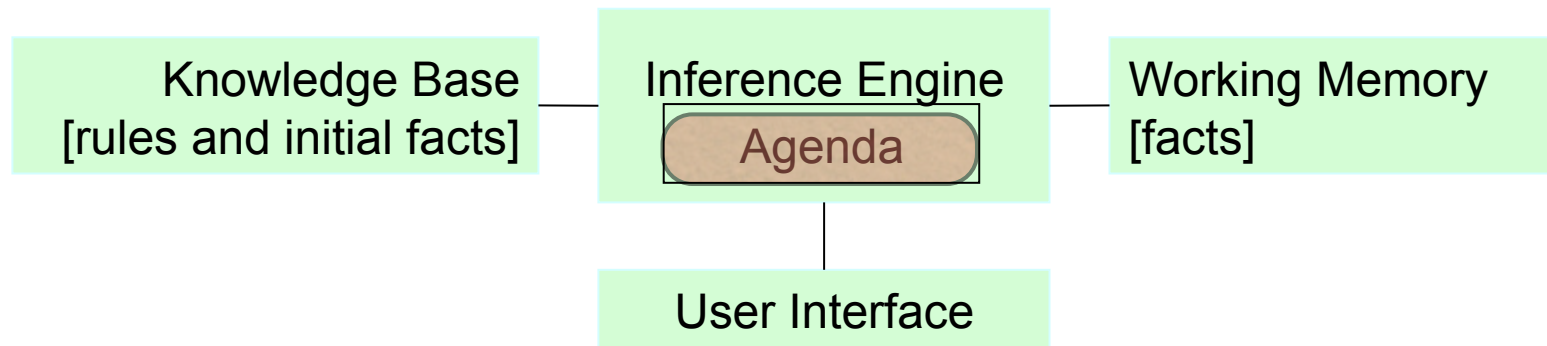 Knowledge Base
[rules and initial facts]
Inference Engine
Agenda
Working Memory
[facts]
User Interface